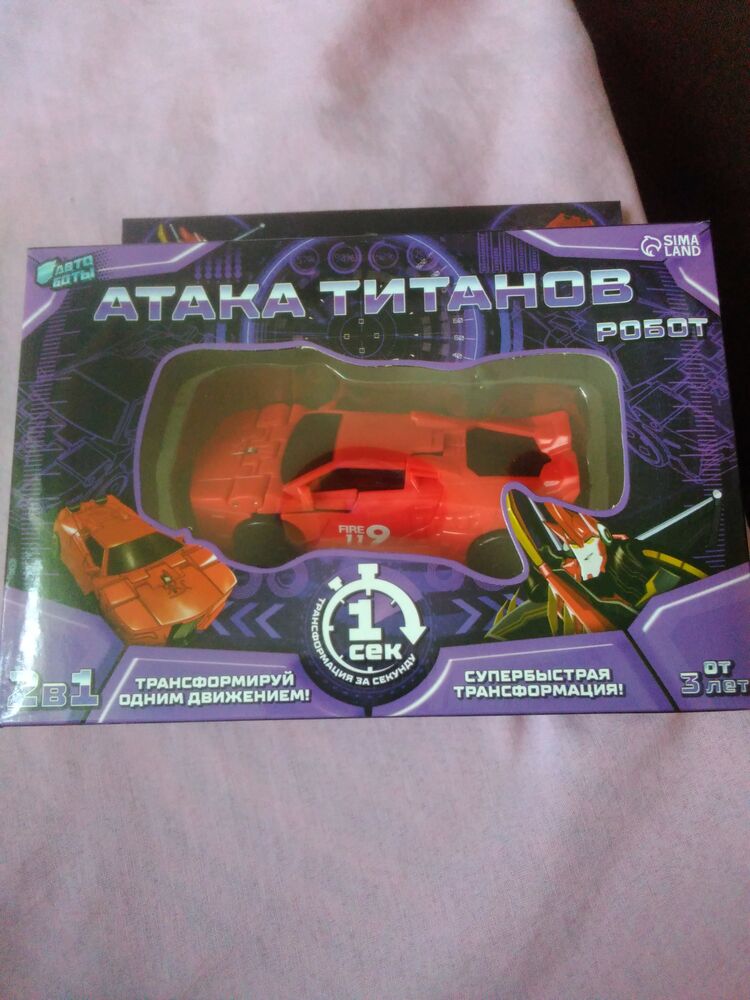 АВТО
БОТЫ
SIMA
LAND
АТАКА ТИТАНОВ
РОБОТ
FIRE
119
1
СЕК
ТРАНСФОРМАЦИЯ ЗА СЕКУНДУ
2В1
ТРАНСФОРМИРУЙ
ОДНИМ ДВИЖЕНИЕМ!
СУПЕРБЫСТРАЯ
ТРАНСФОРМАЦИЯ!
ОТ
3 ЛЕТ